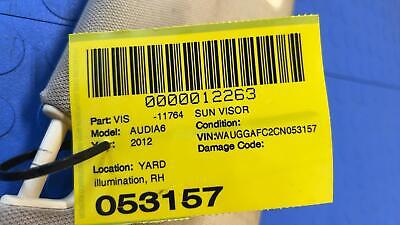 0000012263
Part: VIS -11764 SUN VISOR
Model: AUDIA6 Condition:
Year: 2012 VIN:WAUGGAFC2CN053157
Damage Code:
Location: YARD
illumination, RH
053157